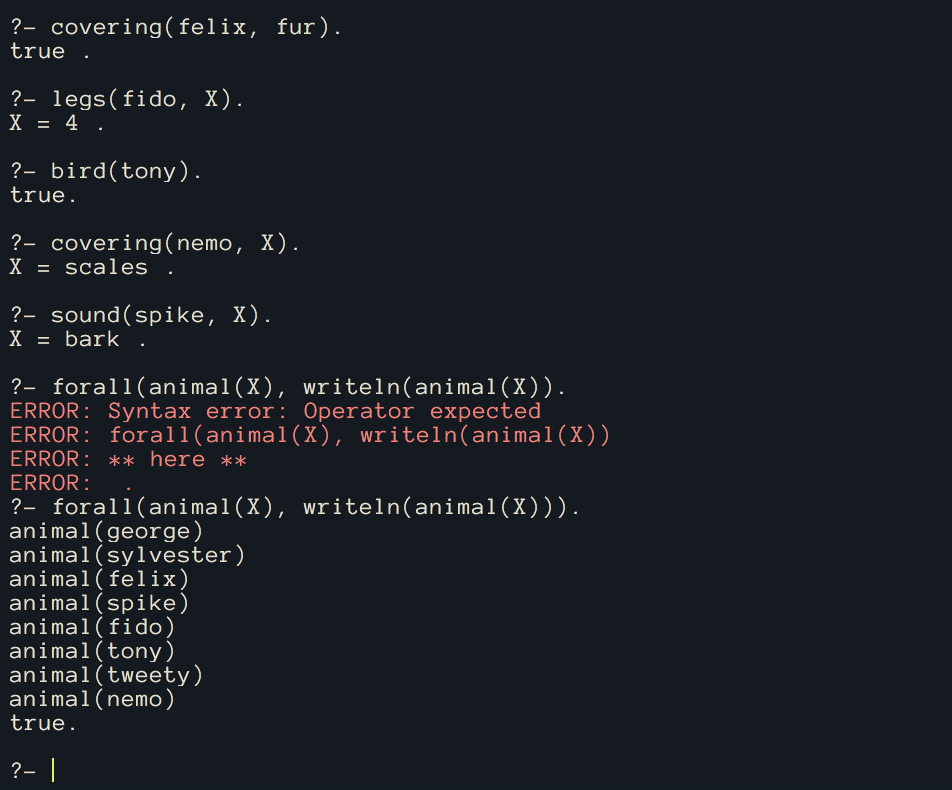 ?- covering(felix, fur).
true .
?- legs(fido, X).
X = 4 .
?- bird(tony).
true.
?- covering(nemo, X).
X = scales .
?- sound(spike, X).
X = bark .
?- forall(animal(X), writeln(animal(X)).
ERROR: Syntax error: Operator expected
ERROR: forall(animal(X), writeln(animal(X))
ERROR: ** here **
ERROR:  .
?- forall(animal(X), writeln(animal(X))).
animal(george)
animal(sylvester)
animal(felix)
animal(spike)
animal(fido)
animal(tony)
animal(tweety)
animal(nemo)
true.
?-